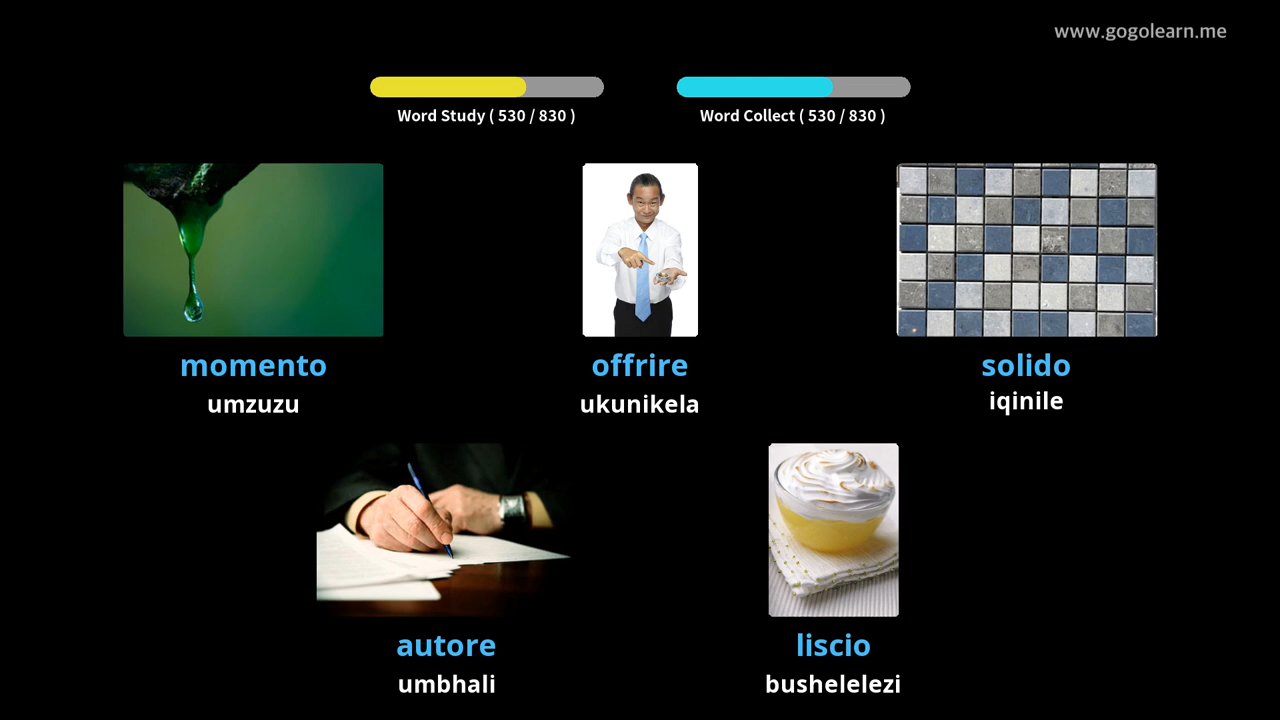 www.gogolearn.me
Word Study ( 530 / 830 )
Word Collect ( 530 / 830 )
momento
umzuzu
offrire
ukunikela
solido
iqinile
autore
umbhali
liscio
bushelelezi